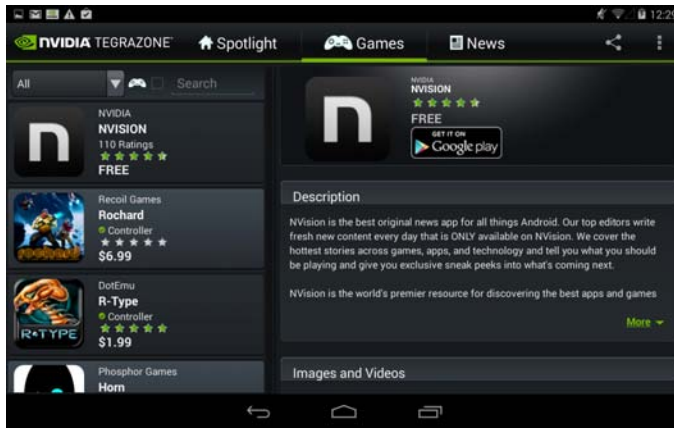 12:29
NVIDIA TEGRAZONE
Spotlight
Games
News
All
Search
NVIDIA
NVISION
110 Ratings
FREE
Recoil Games
Rochard
Controller
$6.99
DotEmu
R-Type
Controller
$1.99
R-TYPE
Phosphor Games
Horn
NVIDIA
NVISION
FREE
GET IT ON
Google play
Description
NVision is the best original news app for all things Android. Our top editors write
fresh new content every day that is ONLY available on NVision. We cover the
hottest stories across games, apps, and technology and tell you what you should
be playing and give you exclusive sneak peeks into what's coming next.
NVision is the world's premier resource for discovering the best apps and games
More
Images and Videos